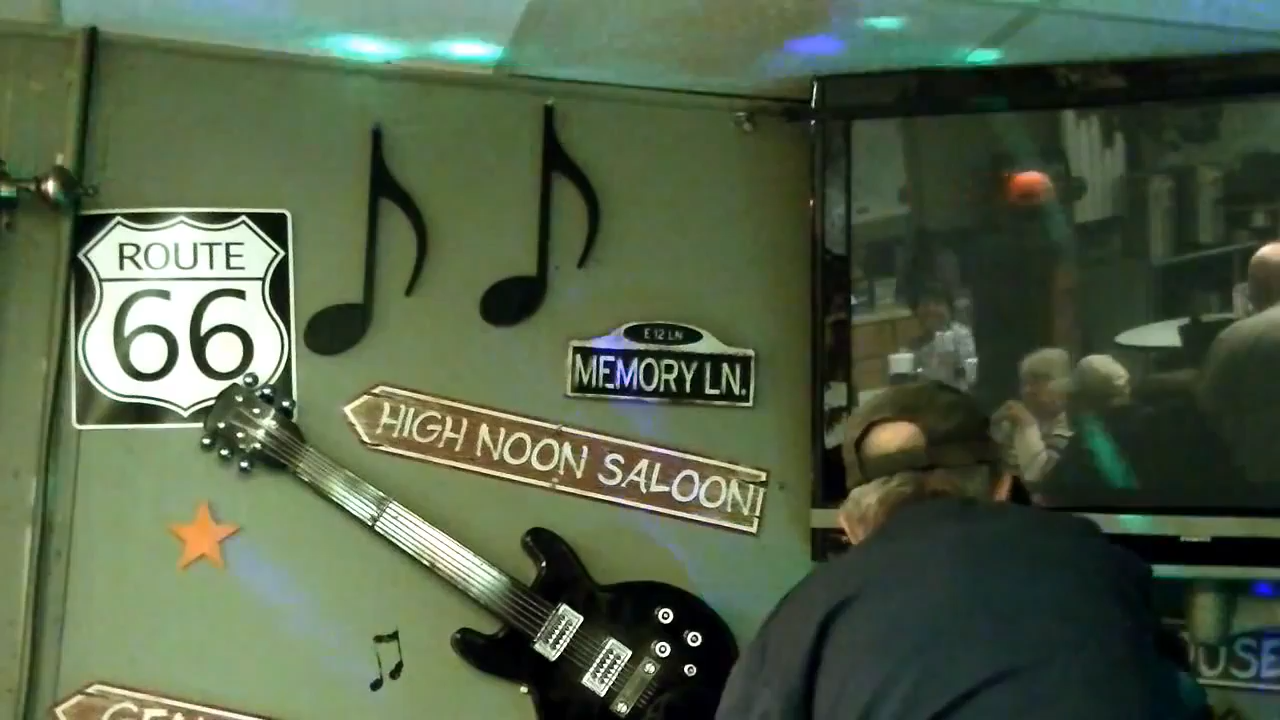 ROUTE
66
E 12 LN
MEMORY LN.
HIGH NOON SALOON!